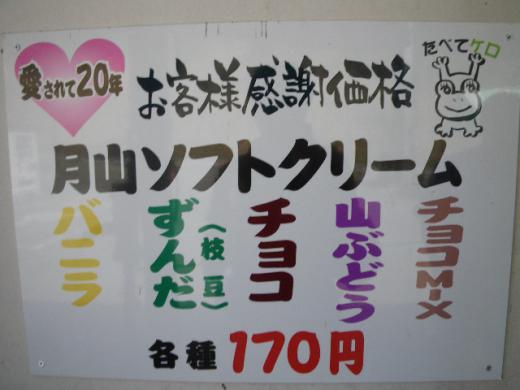 愛されて20年
お客様感謝価格
たべてケロ
月山ソフトクリーム
バニラ
ずんだ
(枝豆)
チョコ
山ぶどう
チョコMIX
各種170円